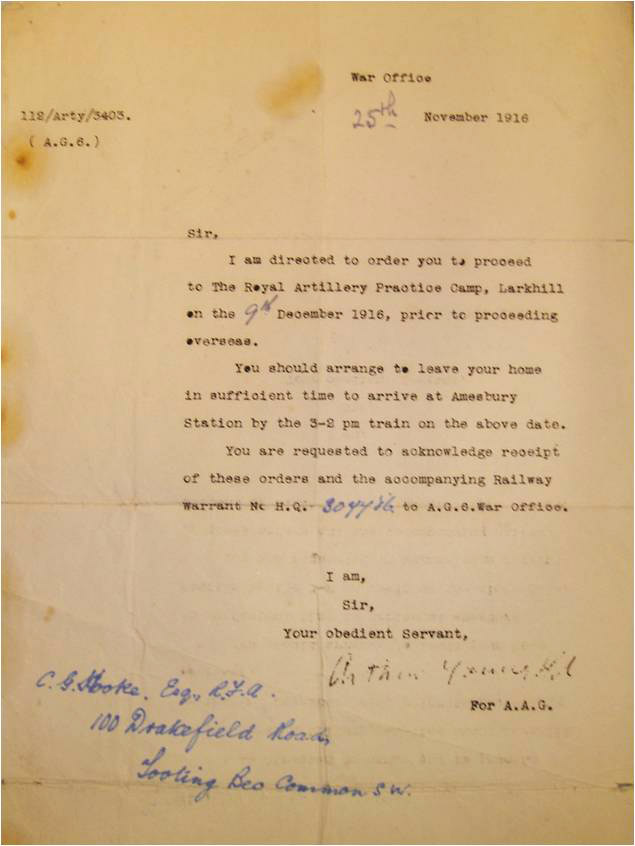 War Office
112/Arty/3403.
25th November 1916
( A.G.6.)
Sir,
I am directed to order you to proceed
to The Royal Artillery Practice Camp, Larkhill
on the 9th December 1916, prior to proceeding
overseas.
You should arrange to leave your home
in sufficient time to arrive at Amesbury
Station by the 3-2 pm train on the above date.
You are requested to acknowledge receipt
of these orders and the accompanying Railway
Warrant No H.Q. to A.G.6.War Office.
I am,
Sir,
Your obedient Servant,
Arthur Young
For A.A.G.
C.G. Hooke. Esq., R.F.A.
100 Drakefield Road,
Tooting Bec Common S.W.